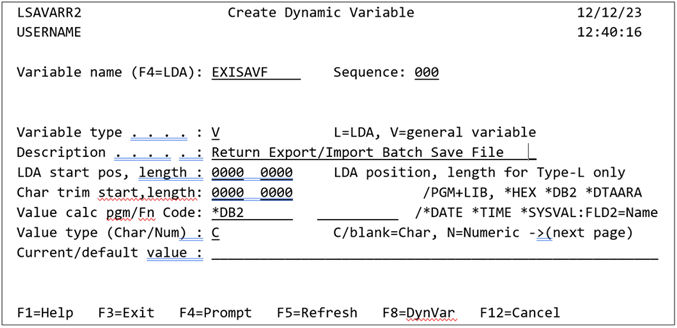 LSAVARR2 Create Dynamic Variable 12/12/23
USERNAME 12:40:16
Variable name (F4=LDA): EXISAVF Sequence: 000
Variable type . . . . : V L=LDA, V=general variable
Description . . . . . : Return Export/Import Batch Save File
LDA start pos, length : 0000 0000 LDA position, length for Type-L only
Char trim start,length: 0000 0000 /PGM+LIB, *HEX *DB2 *DTAARA
Value calc pgm/Fn Code: *DB2 /*DATE *TIME *SYSVAL:FLD2=Name
Value type (Char/Num) : C C/blank=Char, N=Numeric ->(next page)
Current/default value :
F1=Help F3=Exit F4=Prompt F5=Refresh F8=DynVar F12=Cancel